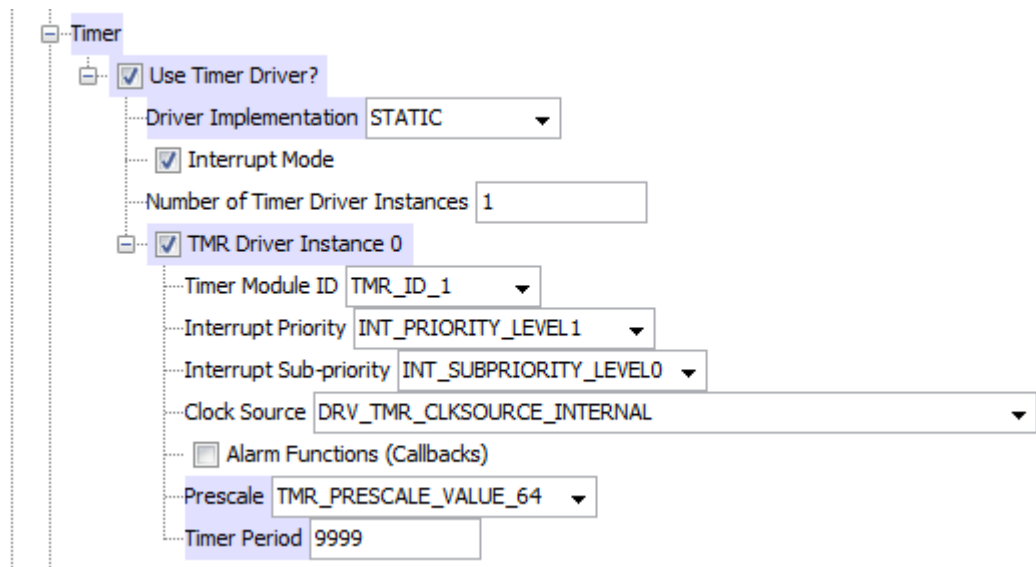 Timer
Use Timer Driver?
Driver Implementation STATIC
Interrupt Mode
Number of Timer Driver Instances 1
TMR Driver Instance 0
Timer Module ID TMR_ID_1
Interrupt Priority INT_PRIORITY_LEVEL1
Interrupt Sub-priority INT_SUBPRIORITY_LEVEL0
Clock Source DRV_TMR_CLKSOURCE_INTERNAL
Alarm Functions (Callbacks)
Prescale TMR_PRESCALE_VALUE_64
Timer Period 9999